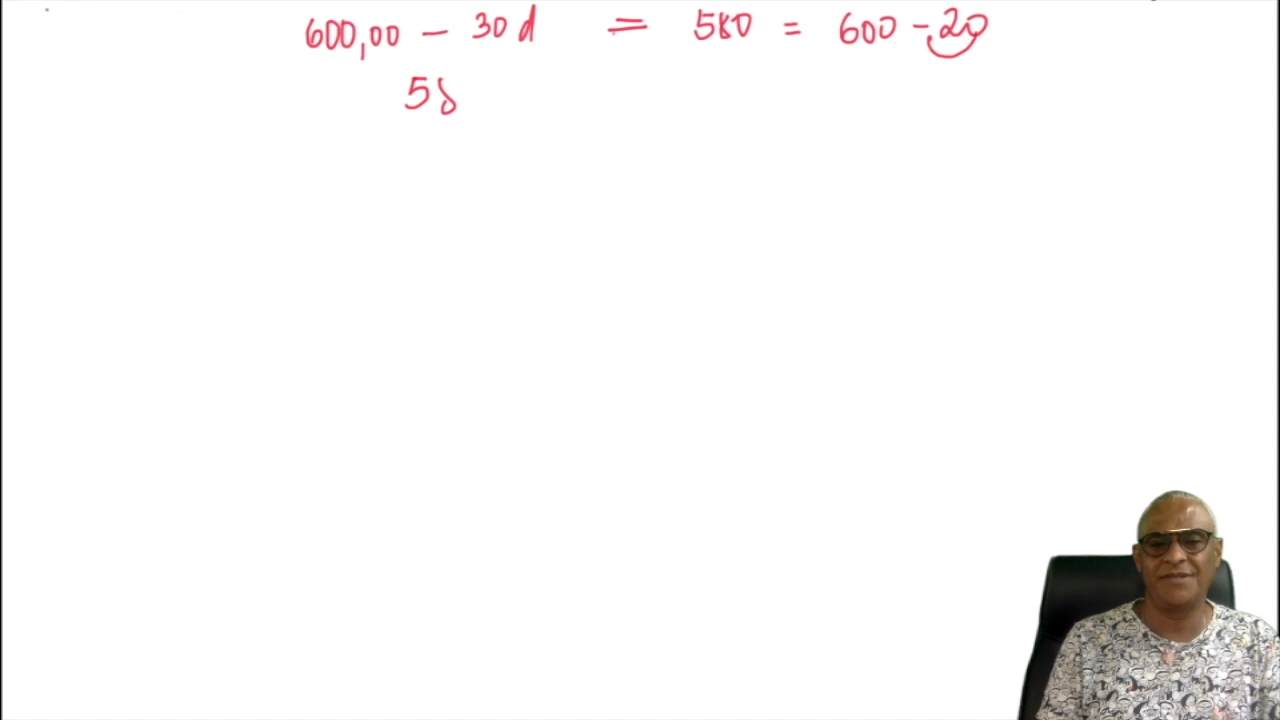 600,00 – 30 d = 580 = 600 - 20
58